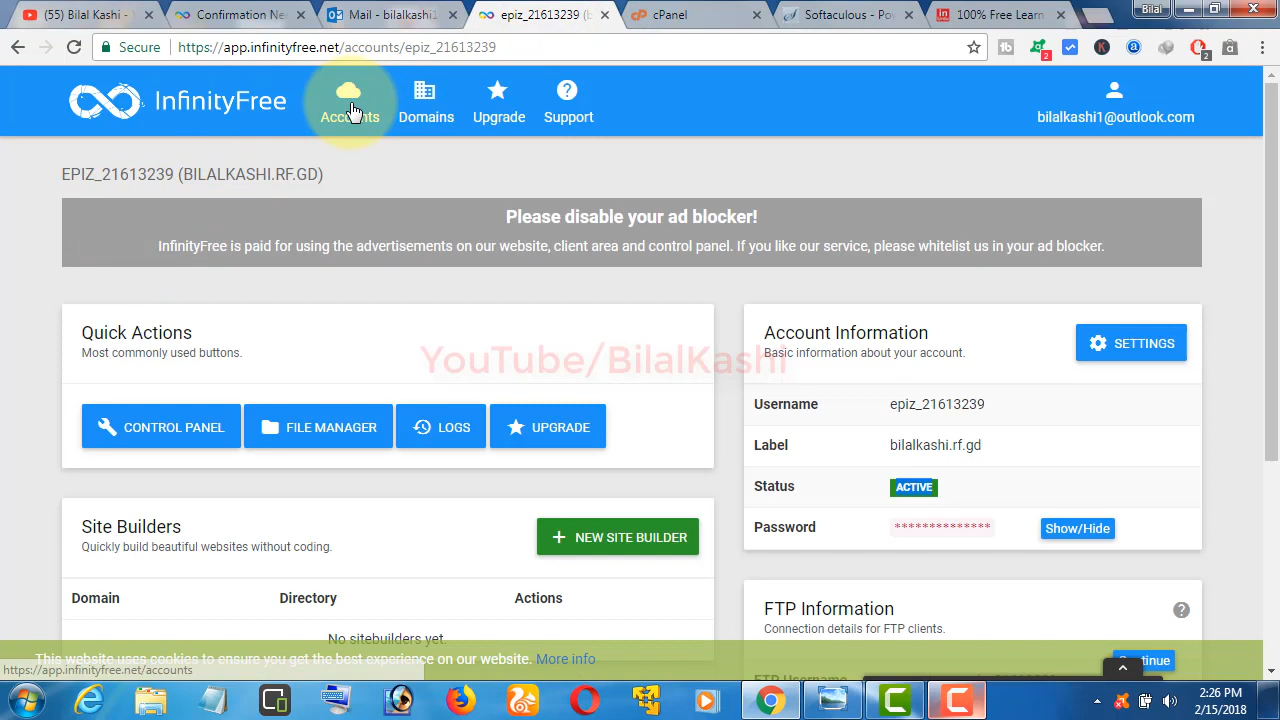 (55) Bilal Kashi -
Confirmation Ne
Mail - bilalkashi1
epiz_21613239 (b
cPanel
Softaculous - Po
100% Free Learn
Bilal
Secure
https://app.infinityfree.net/accounts/epiz_21613239
2
2
InfinityFree
Accounts
Domains
Upgrade
Support
bilalkashi1@outlook.com
EPIZ_21613239 (BILALKASHI.RF.GD)
Please disable your ad blocker!
InfinityFree is paid for using the advertisements on our website, client area and control panel. If you like our service, please whitelist us in your ad blocker.
Quick Actions
Most commonly used buttons.
CONTROL PANEL
FILE MANAGER
LOGS
UPGRADE
Account Information
Basic information about your account.
SETTINGS
YouTube/BilalKashi
Username epiz_21613239
Label bilalkashi.rf.gd
Status ACTIVE
Password ************** Show/Hide
Site Builders
Quickly build beautiful websites without coding.
NEW SITE BUILDER
Domain Directory Actions
No sitebuilders yet.
FTP Information
Connection details for FTP clients.
This website uses cookies to ensure you get the best experience on our website. More info
https://app.infinityfree.net/accounts
2:26 PM
2/15/2018